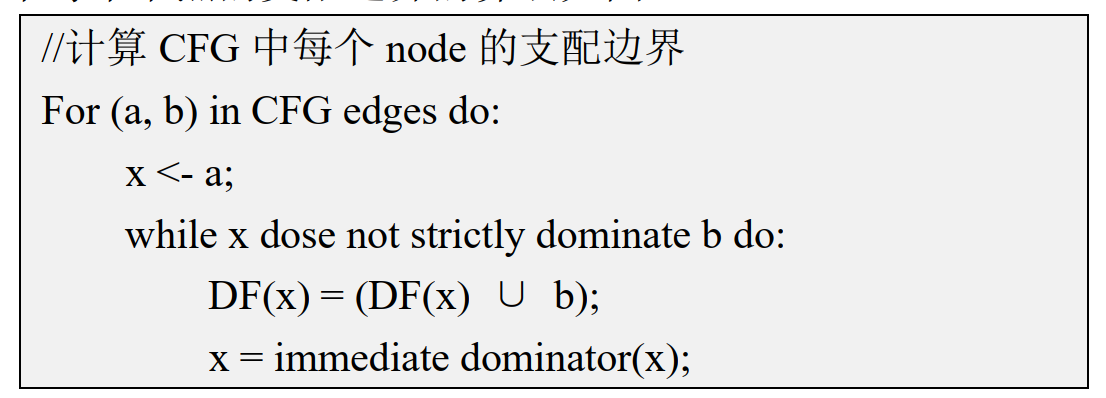 //计算 CFG 中每个 node 的支配边界
For (a, b) in CFG edges do:
x <- a;
while x dose not strictly dominate b do:
DF(x) = (DF(x) ∪ b);
x = immediate dominator(x);